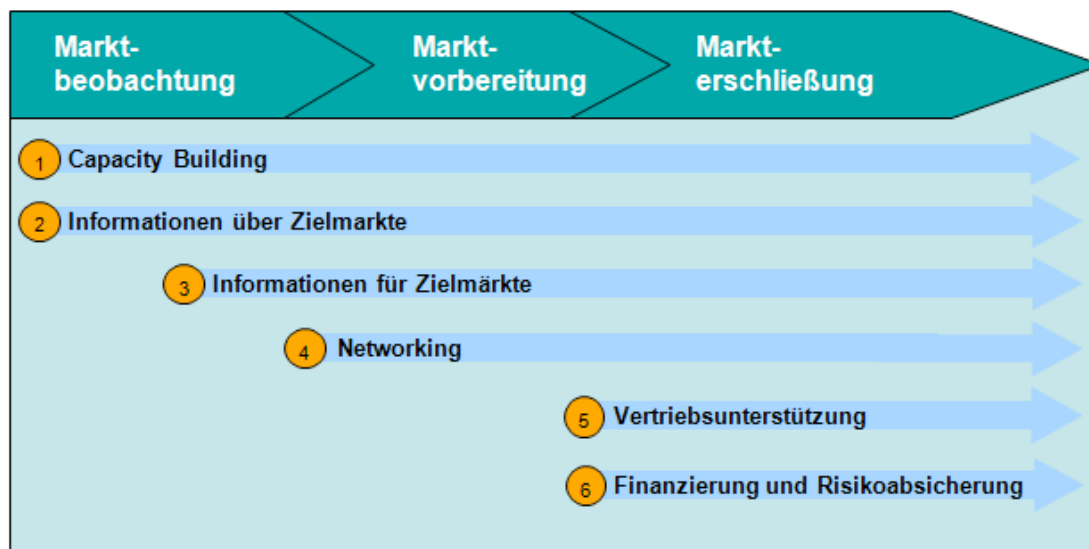 Markt-
beobachtung
Markt-
vorbereitung
Markt-
erschließung
1 Capacity Building
2 Informationen über Zielmarkte
3 Informationen für Zielmärkte
4 Networking
5 Vertriebsunterstützung
6 Finanzierung und Risikoabsicherung